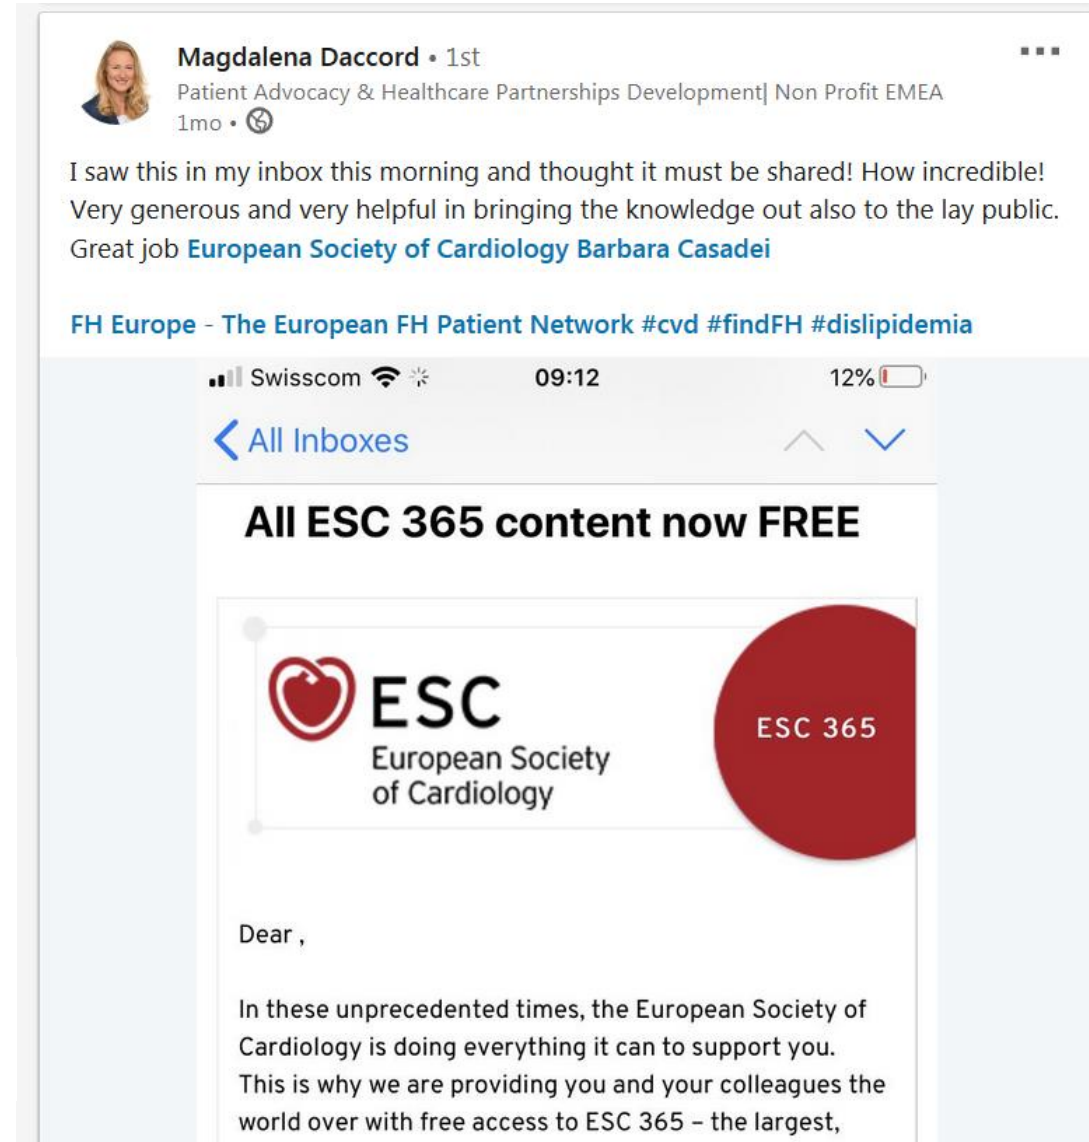 Magdalena Daccord • 1st
Patient Advocacy & Healthcare Partnerships Development| Non Profit EMEA
1mo •
I saw this in my inbox this morning and thought it must be shared! How incredible!
Very generous and very helpful in bringing the knowledge out also to the lay public.
Great job European Society of Cardiology Barbara Casadei
FH Europe - The European FH Patient Network #cvd #findFH #dislipidemia
Swisscom 09:12 12%
All Inboxes
All ESC 365 content now FREE
ESC
European Society
of Cardiology
ESC 365
Dear ,
In these unprecedented times, the European Society of
Cardiology is doing everything it can to support you.
This is why we are providing you and your colleagues the
world over with free access to ESC 365 – the largest,